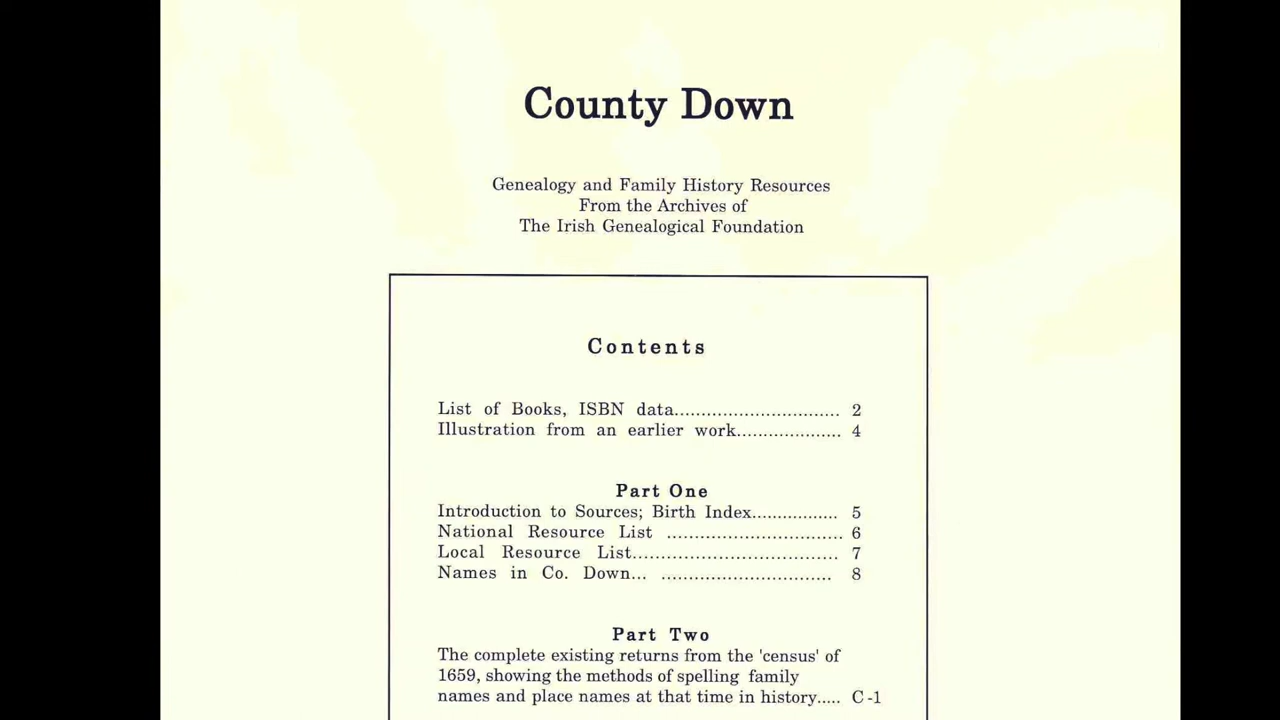 County Down
Genealogy and Family History Resources
From the Archives of
The Irish Genealogical Foundation
Contents
List of Books, ISBN data............................... 2
Illustration from an earlier work.................... 4
Part One
Introduction to Sources; Birth Index................ 5
National Resource List ................................. 6
Local Resource List....................................... 7
Names in Co. Down... ................................ 8
Part Two
The complete existing returns from the 'census' of
1659, showing the methods of spelling family
names and place names at that time in history..... C-1